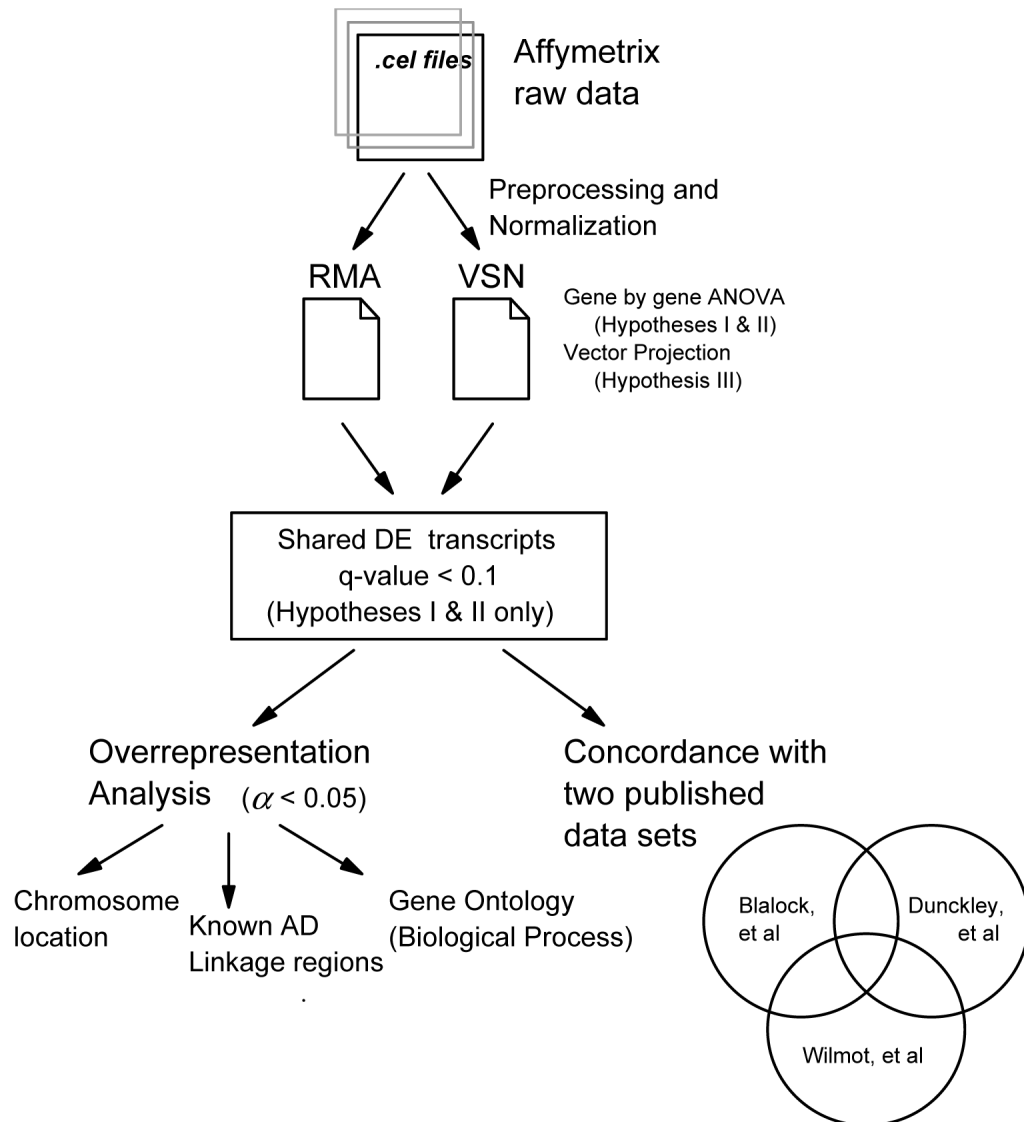 .cel files
Affymetrix
raw data
Preprocessing and
Normalization
RMA
VSN
Gene by gene ANOVA
(Hypotheses I & II)
Vector Projection
(Hypothesis III)
Shared DE transcripts
q-value < 0.1
(Hypotheses I & II only)
Overrepresentation
Analysis (α < 0.05)
Concordance with
two published
data sets
Chromosome
location
Known AD
Linkage regions
.
Gene Ontology
(Biological Process)
Blalock,
et al
Dunckley,
et al
Wilmot, et al